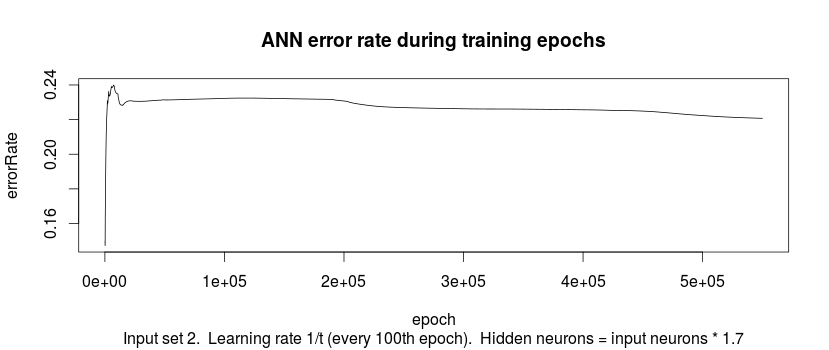 ANN error rate during training epochs
errorRate
0.24
0.20
0.16
0e+00 1e+05 2e+05 3e+05 4e+05 5e+05
epoch
Input set 2.  Learning rate 1/t (every 100th epoch).  Hidden neurons = input neurons * 1.7